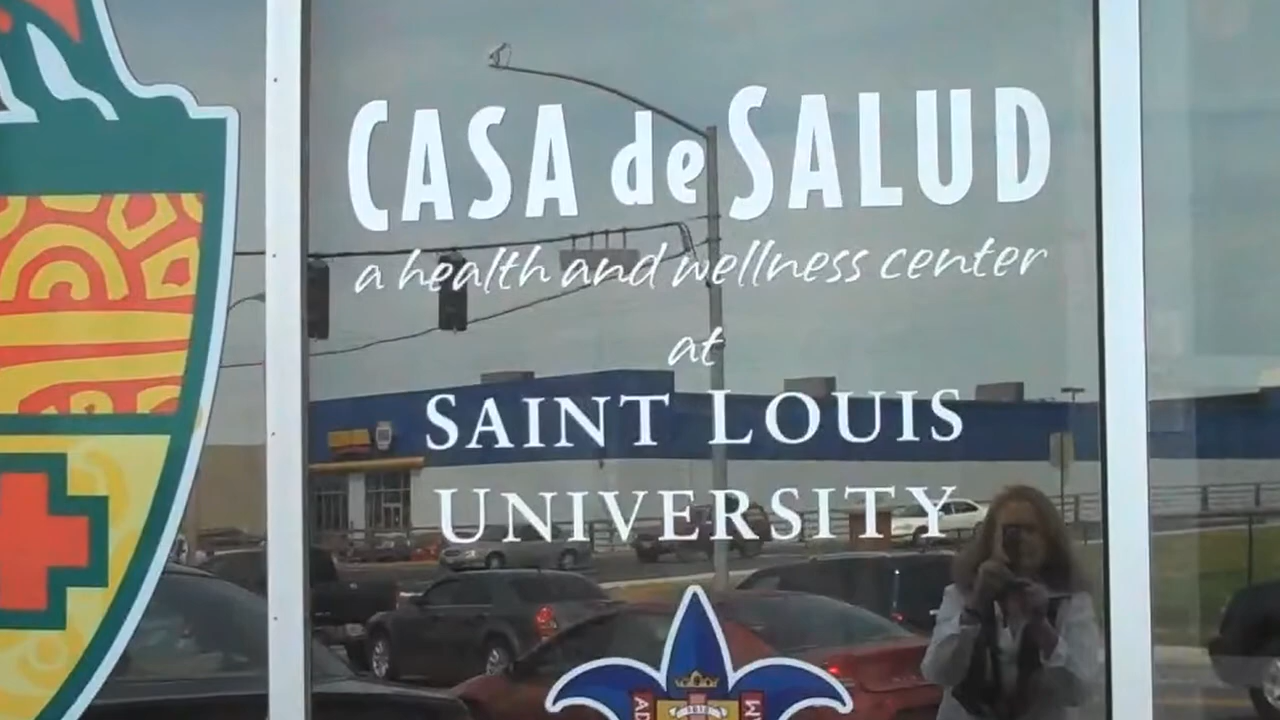 CASA de SALUD
a health and wellness center
at
SAINT LOUIS
UNIVERSITY